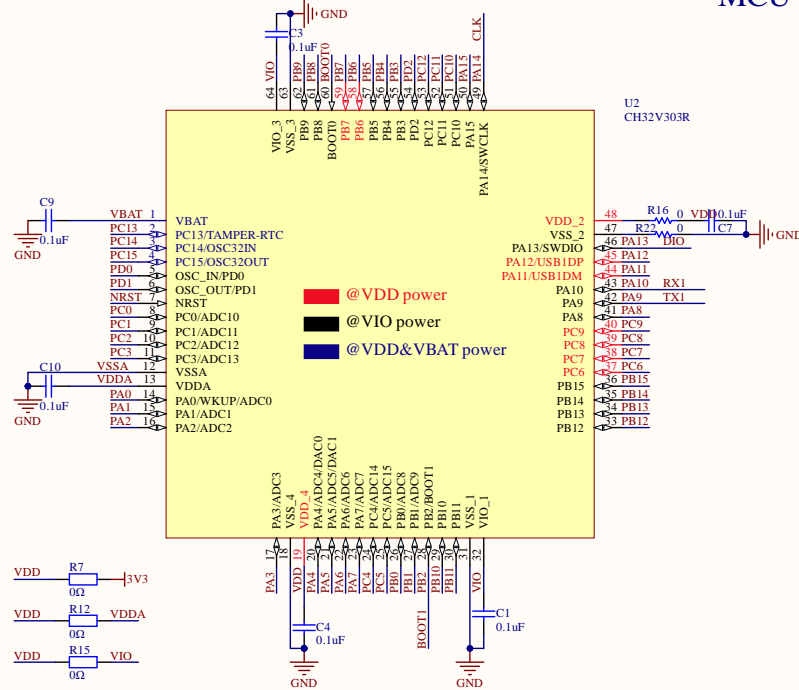 MCU
GND
C3
0.1uF
VIO
PB9
PB8
BOOT0
PB7
PB6
PB5
PB4
PB3
PD2
PC12
PC11
PC10
PA15
PA14
CLK
64
63
62
61
60
59
58
57
56
55
54
53
52
51
50
49
VIO_3
VSS_3
PB9
PB8
BOOT0
PB7
PB6
PB5
PB4
PB3
PD2
PC12
PC11
PC10
PA15
PA14/SWCLK
U2
CH32V303R
C9
0.1uF
GND
VBAT 1 VBAT
PC13 2 PC13/TAMPER-RTC
PC14 3 PC14/OSC32IN
PC15 4 PC15/OSC32OUT
PD0 5 OSC_IN/PD0
PD1 6 OSC_OUT/PD1
NRST 7 NRST
PC0 8 PC0/ADC10
PC1 9 PC1/ADC11
PC2 10 PC2/ADC12
PC3 11 PC3/ADC13
VSSA 12 VSSA
VDDA 13 VDDA
PA0 14 PA0/WKUP/ADC0
PA1 15 PA1/ADC1
PA2 16 PA2/ADC2
C10
0.1uF
GND
@VDD power
@VIO power
@VDD&VBAT power
VDD_2 48 R16 0 VDD 0.1uF
VSS_2 47 R22 0 C7
GND
PA13/SWDIO 46 PA13 DIO
PA12/USB1DP 45 PA12
PA11/USB1DM 44 PA11
PA10 43 PA10 RX1
PA9 42 PA9 TX1
PA8 41 PA8
PC9 40 PC9
PC8 39 PC8
PC7 38 PC7
PC6 37 PC6
PB15 36 PB15
PB14 35 PB14
PB13 34 PB13
PB12 33 PB12
PA3/ADC3
VSS_4
VDD_4
PA4/ADC4/DAC0
PA5/ADC5/DAC1
PA6/ADC6
PA7/ADC7
PC4/ADC14
PC5/ADC15
PB0/ADC8
PB1/ADC9
PB2/BOOT1
PB10
PB11
VSS_1
VIO_1
17
18
19
20
21
22
23
24
25
26
27
28
29
30
31
32
PA3
VDD
PA4
PA5
PA6
PA7
PC4
PC5
PB0
PB1
PB2
PB10
PB11
VIO
BOOT1
C4
0.1uF
GND
C1
0.1uF
GND
VDD R7 3V3
0Ω
VDD R12 VDDA
0Ω
VDD R15 VIO
0Ω